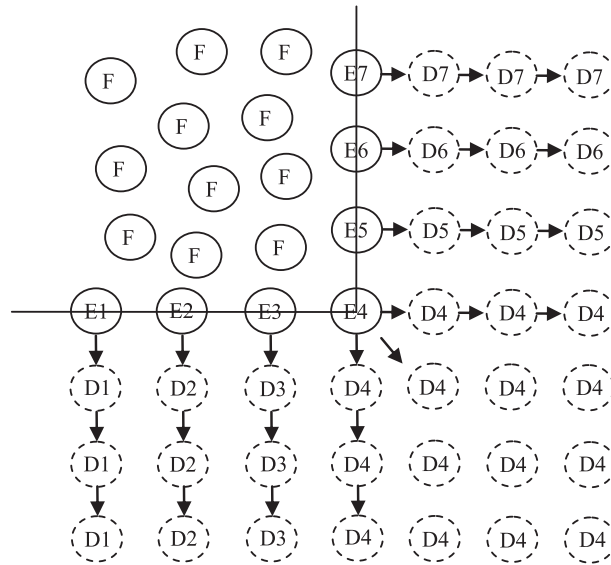 F F E7 D7 D7 D7
F
F F E6 D6 D6 D6
F F F
F F F E5 D5 D5 D5
E1 E2 E3 E4 D4 D4 D4
D1 D2 D3 D4 D4 D4 D4
D1 D2 D3 D4 D4 D4 D4
D1 D2 D3 D4 D4 D4 D4